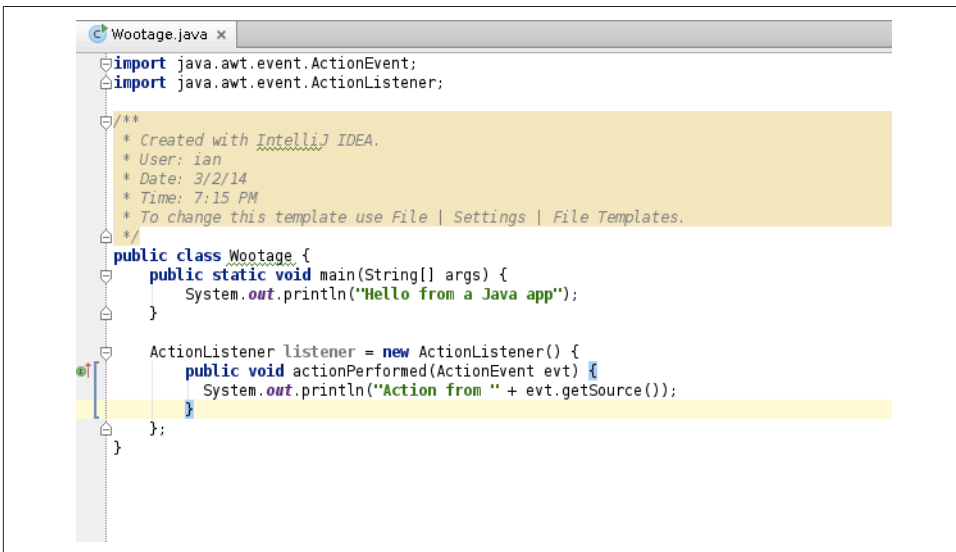 Wootage.java
import java.awt.event.ActionEvent;
import java.awt.event.ActionListener;
/**
 * Created with IntelliJ IDEA.
 * User: ian
 * Date: 3/2/14
 * Time: 7:15 PM
 * To change this template use File | Settings | File Templates.
 */
public class Wootage {
    public static void main(String[] args) {
        System.out.println("Hello from a Java app");
    }
    ActionListener listener = new ActionListener() {
        public void actionPerformed(ActionEvent evt) {
          System.out.println("Action from " + evt.getSource());
        }
    };
}